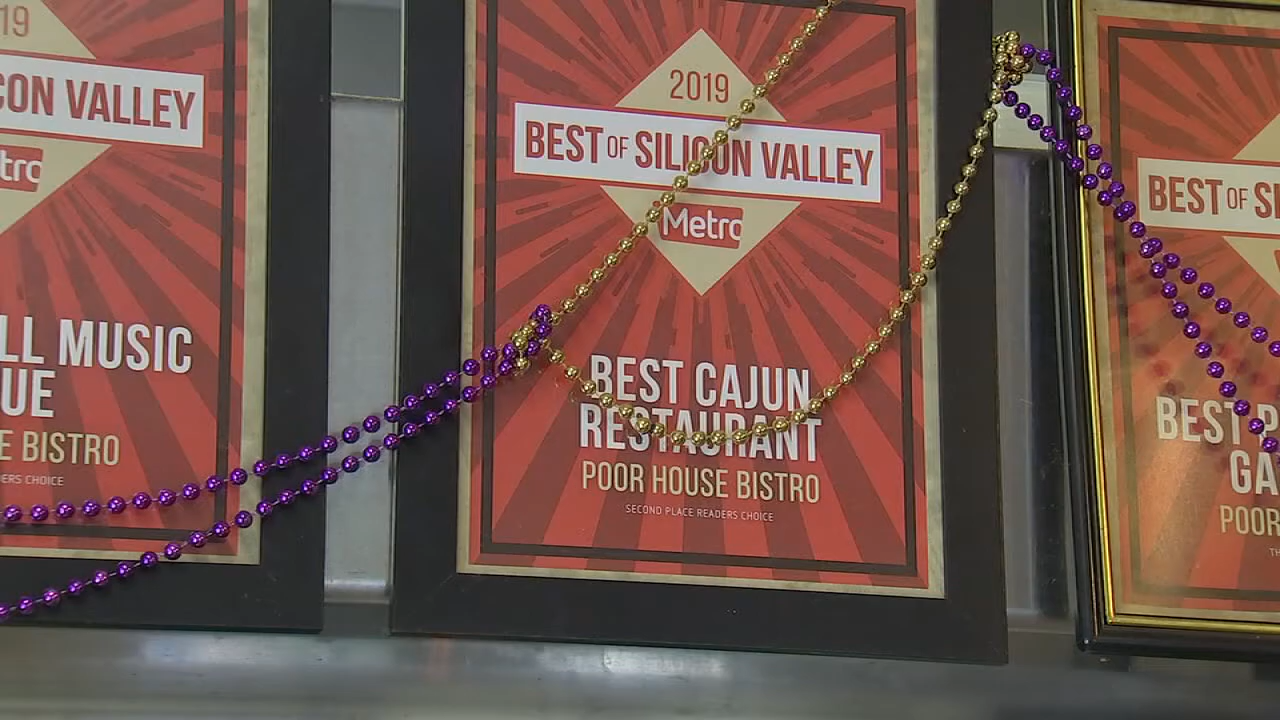 19
CON VALLEY
Metro
LL MUSIC
UE
E BISTRO
ERS CHOICE
2019
BEST OF SILICON VALLEY
Metro
BEST CAJUN
RESTAURANT
POOR HOUSE BISTRO
SECOND PLACE READERS CHOICE
BEST OF SI
BEST P
GA
POOR
TH